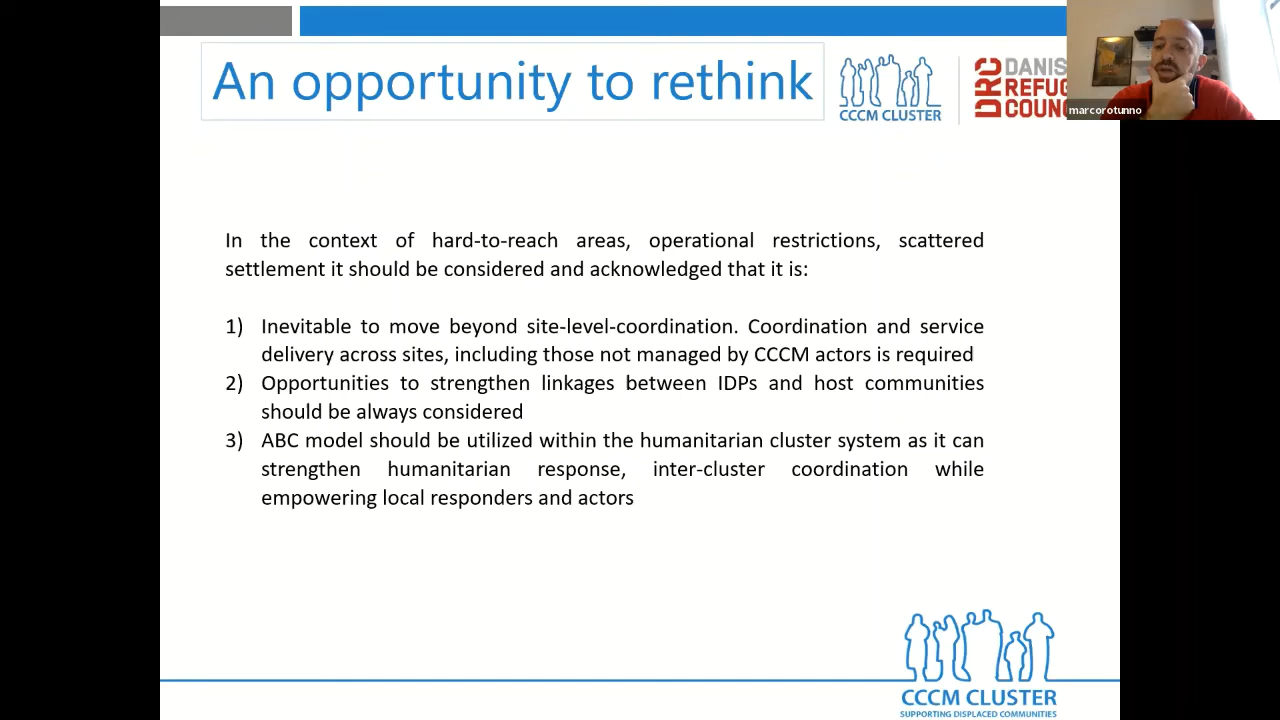 An opportunity to rethink
CCCM CLUSTER
DRC
DANIS
REFUG
COUN
marcorotunno
In the context of hard-to-reach areas, operational restrictions, scattered
settlement it should be considered and acknowledged that it is:
1) Inevitable to move beyond site-level-coordination. Coordination and service
delivery across sites, including those not managed by CCCM actors is required
2) Opportunities to strengthen linkages between IDPs and host communities
should be always considered
3) ABC model should be utilized within the humanitarian cluster system as it can
strengthen humanitarian response, inter-cluster coordination while
empowering local responders and actors
CCCM CLUSTER
SUPPORTING DISPLACED COMMUNITIES